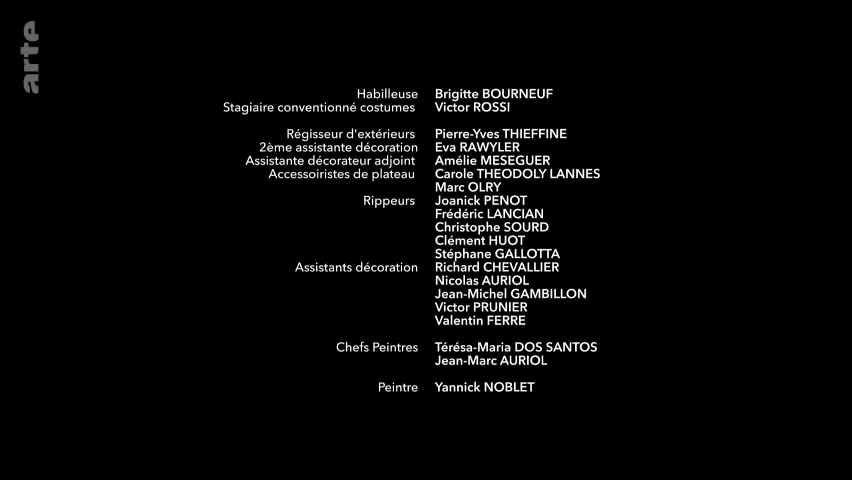 arte
Habilleuse Brigitte BOURNEUF
Stagiaire conventionné costumes Victor ROSSI
Régisseur d'extérieurs Pierre-Yves THIEFFINE
2ème assistante décoration Eva RAWYLER
Assistante décorateur adjoint Amélie MESEGUER
Accessoiristes de plateau Carole THEODOLY LANNES
Marc OLRY
Rippeurs Joanick PENOT
Frédéric LANCIAN
Christophe SOURD
Clément HUOT
Stéphane GALLOTTA
Assistants décoration Richard CHEVALLIER
Nicolas AURIOL
Jean-Michel GAMBILLON
Victor PRUNIER
Valentin FERRE
Chefs Peintres Térésa-Maria DOS SANTOS
Jean-Marc AURIOL
Peintre Yannick NOBLET